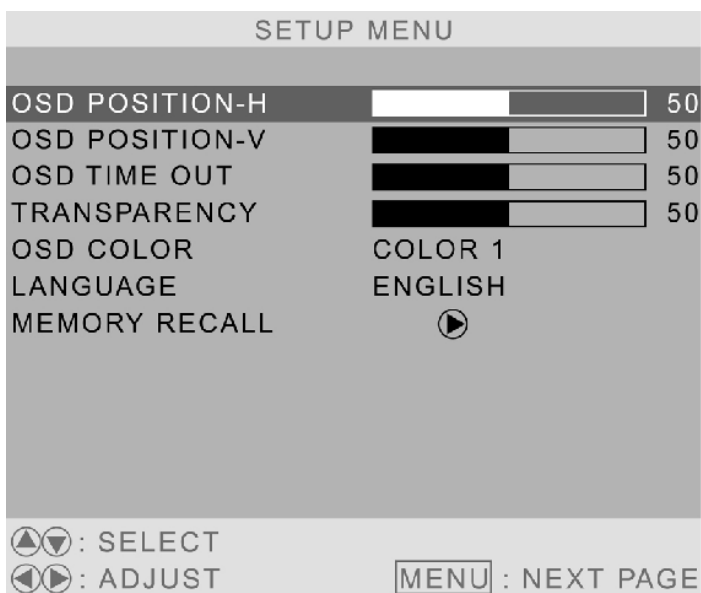 SETUP MENU
OSD POSITION-H 50
OSD POSITION-V 50
OSD TIME OUT 50
TRANSPARENCY 50
OSD COLOR COLOR 1
LANGUAGE ENGLISH
MEMORY RECALL
: SELECT
: ADJUST MENU : NEXT PAGE